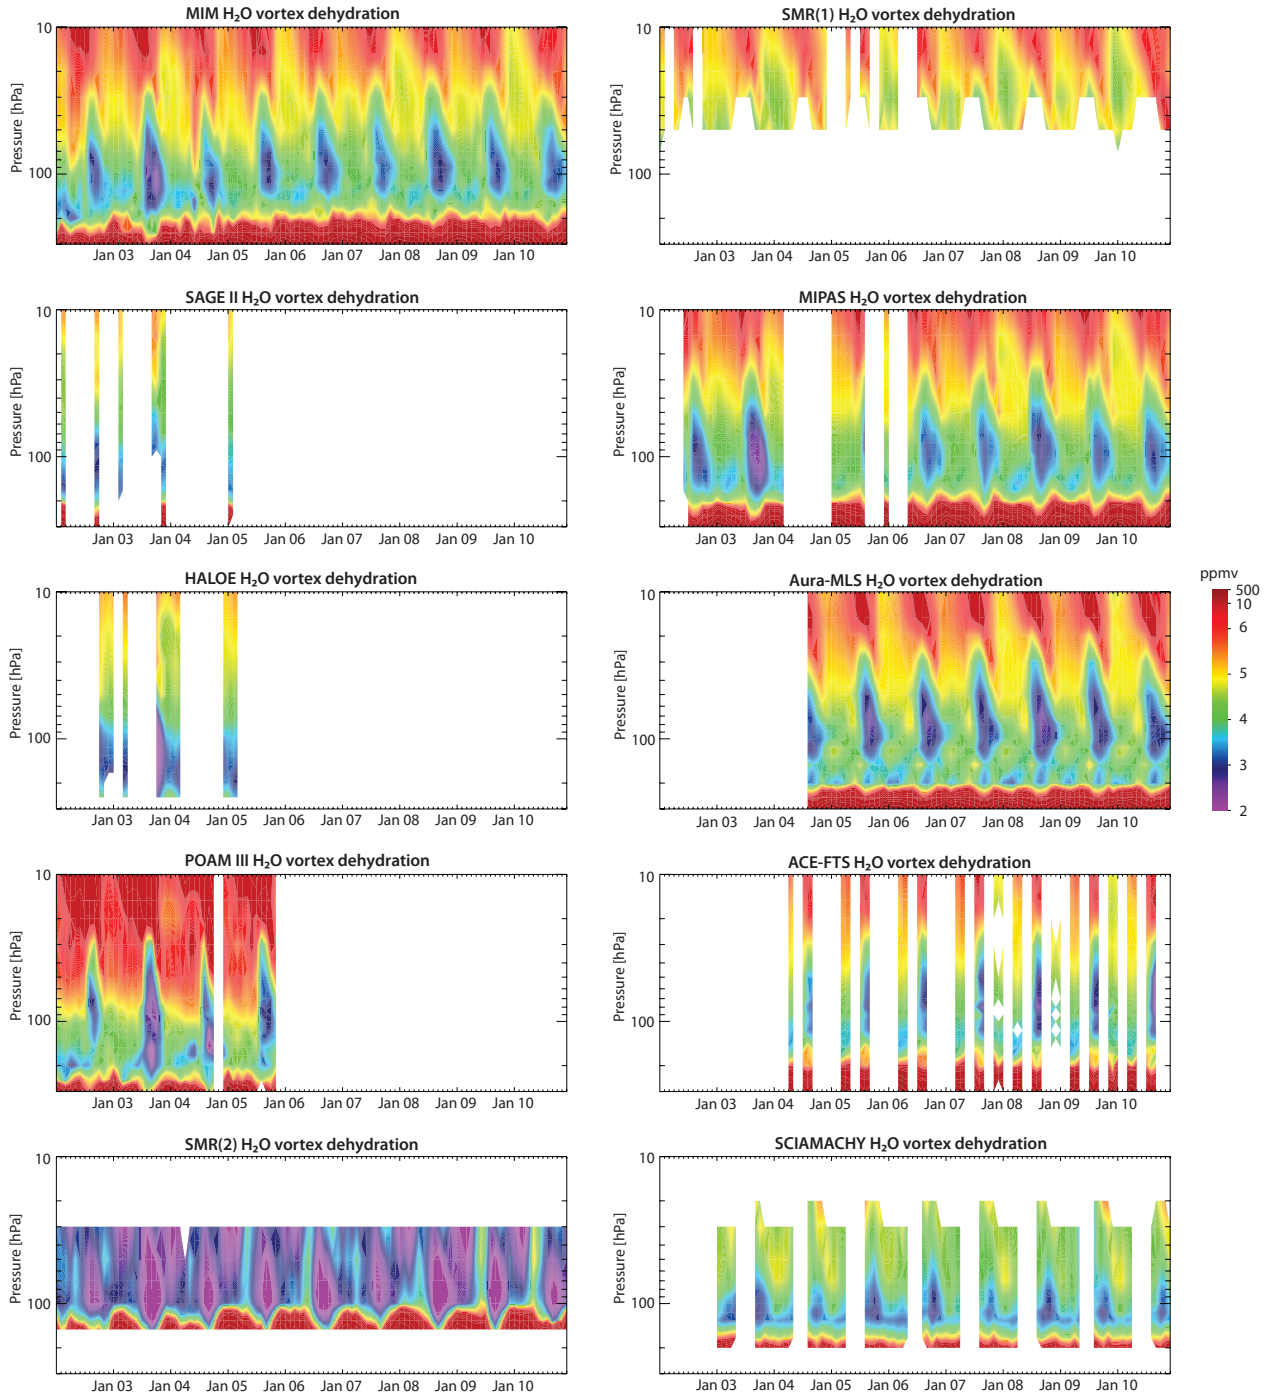 MIM H₂O vortex dehydration
10
100
Pressure [hPa]
Jan 03 Jan 04 Jan 05 Jan 06 Jan 07 Jan 08 Jan 09 Jan 10
SMR(1) H₂O vortex dehydration
10
100
Pressure [hPa]
Jan 03 Jan 04 Jan 05 Jan 06 Jan 07 Jan 08 Jan 09 Jan 10
SAGE II H₂O vortex dehydration
10
100
Pressure [hPa]
Jan 03 Jan 04 Jan 05 Jan 06 Jan 07 Jan 08 Jan 09 Jan 10
MIPAS H₂O vortex dehydration
10
100
Pressure [hPa]
Jan 03 Jan 04 Jan 05 Jan 06 Jan 07 Jan 08 Jan 09 Jan 10
HALOE H₂O vortex dehydration
10
100
Pressure [hPa]
Jan 03 Jan 04 Jan 05 Jan 06 Jan 07 Jan 08 Jan 09 Jan 10
Aura-MLS H₂O vortex dehydration
10
100
Pressure [hPa]
Jan 03 Jan 04 Jan 05 Jan 06 Jan 07 Jan 08 Jan 09 Jan 10
ppmv
500
10
6
5
4
3
2
POAM III H₂O vortex dehydration
10
100
Pressure [hPa]
Jan 03 Jan 04 Jan 05 Jan 06 Jan 07 Jan 08 Jan 09 Jan 10
ACE-FTS H₂O vortex dehydration
10
100
Pressure [hPa]
Jan 03 Jan 04 Jan 05 Jan 06 Jan 07 Jan 08 Jan 09 Jan 10
SMR(2) H₂O vortex dehydration
10
100
Pressure [hPa]
Jan 03 Jan 04 Jan 05 Jan 06 Jan 07 Jan 08 Jan 09 Jan 10
SCIAMACHY H₂O vortex dehydration
10
100
Pressure [hPa]
Jan 03 Jan 04 Jan 05 Jan 06 Jan 07 Jan 08 Jan 09 Jan 10